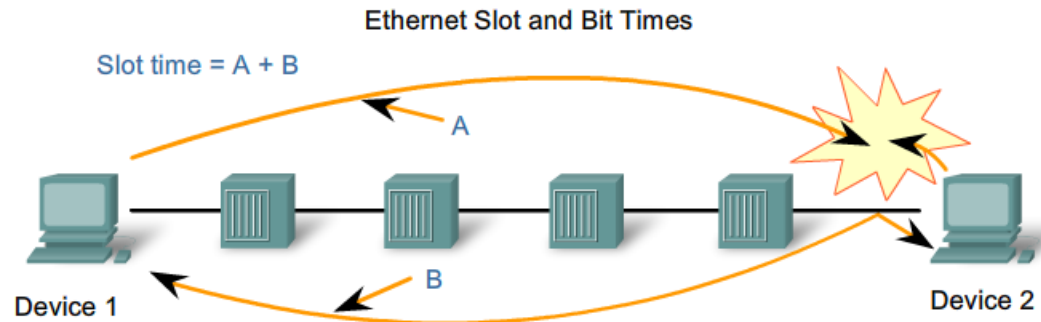 Ethernet Slot and Bit Times
Slot time = A + B
A
B
Device 1
Device 2